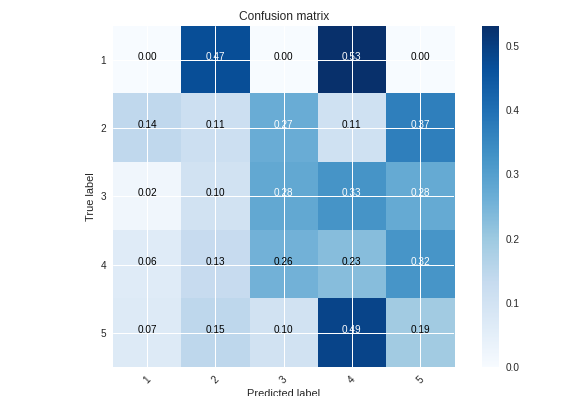 Confusion matrix
0.00 0.47 0.00 0.53 0.00
0.14 0.11 0.27 0.11 0.37
0.02 0.10 0.28 0.33 0.28
0.06 0.13 0.26 0.23 0.32
0.07 0.15 0.10 0.49 0.19
1
2
3
4
5
True label
1 2 3 4 5
Predicted label
0.5
0.4
0.3
0.2
0.1
0.0